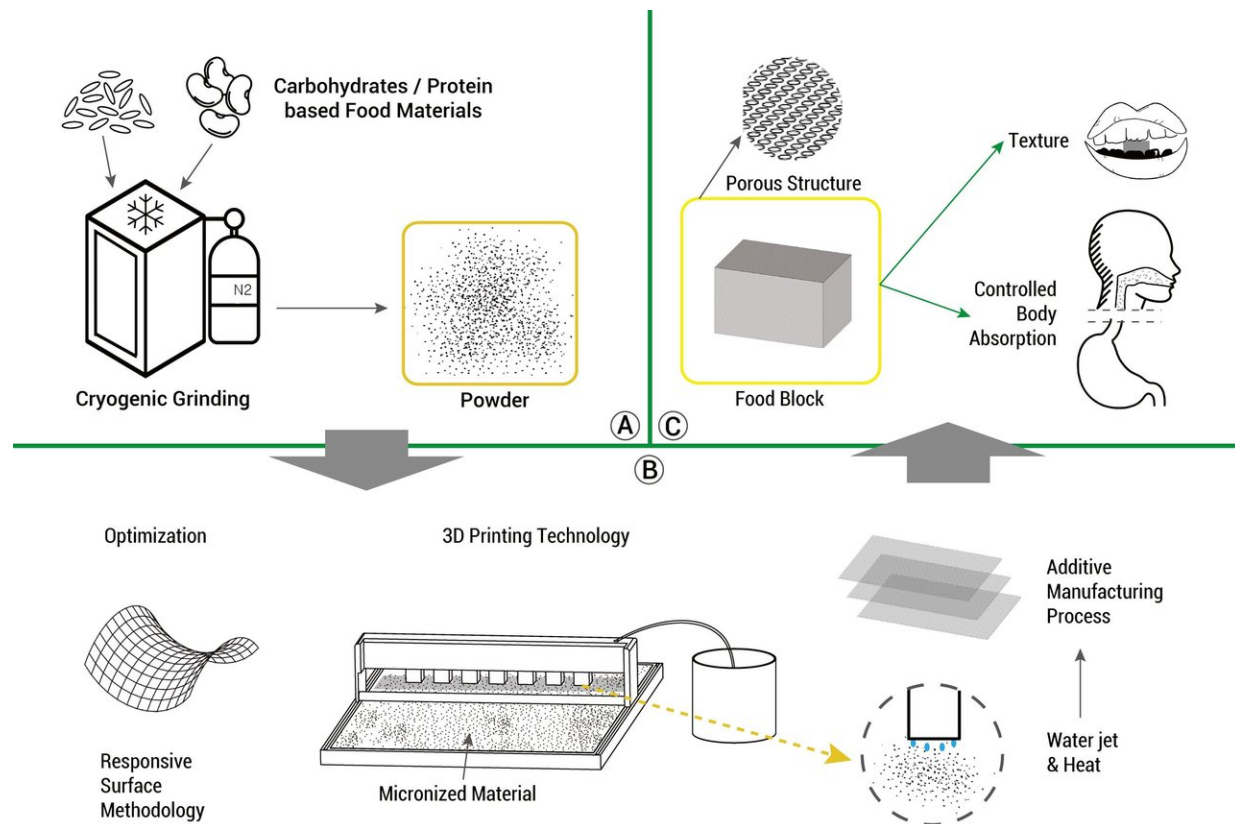 Carbohydrates / Protein
based Food Materials
N2
Cryogenic Grinding
Powder
A
C
Porous Structure
Food Block
Texture
Controlled
Body
Absorption
B
Optimization
Responsive
Surface
Methodology
3D Printing Technology
Micronized Material
Additive
Manufacturing
Process
Water jet
& Heat